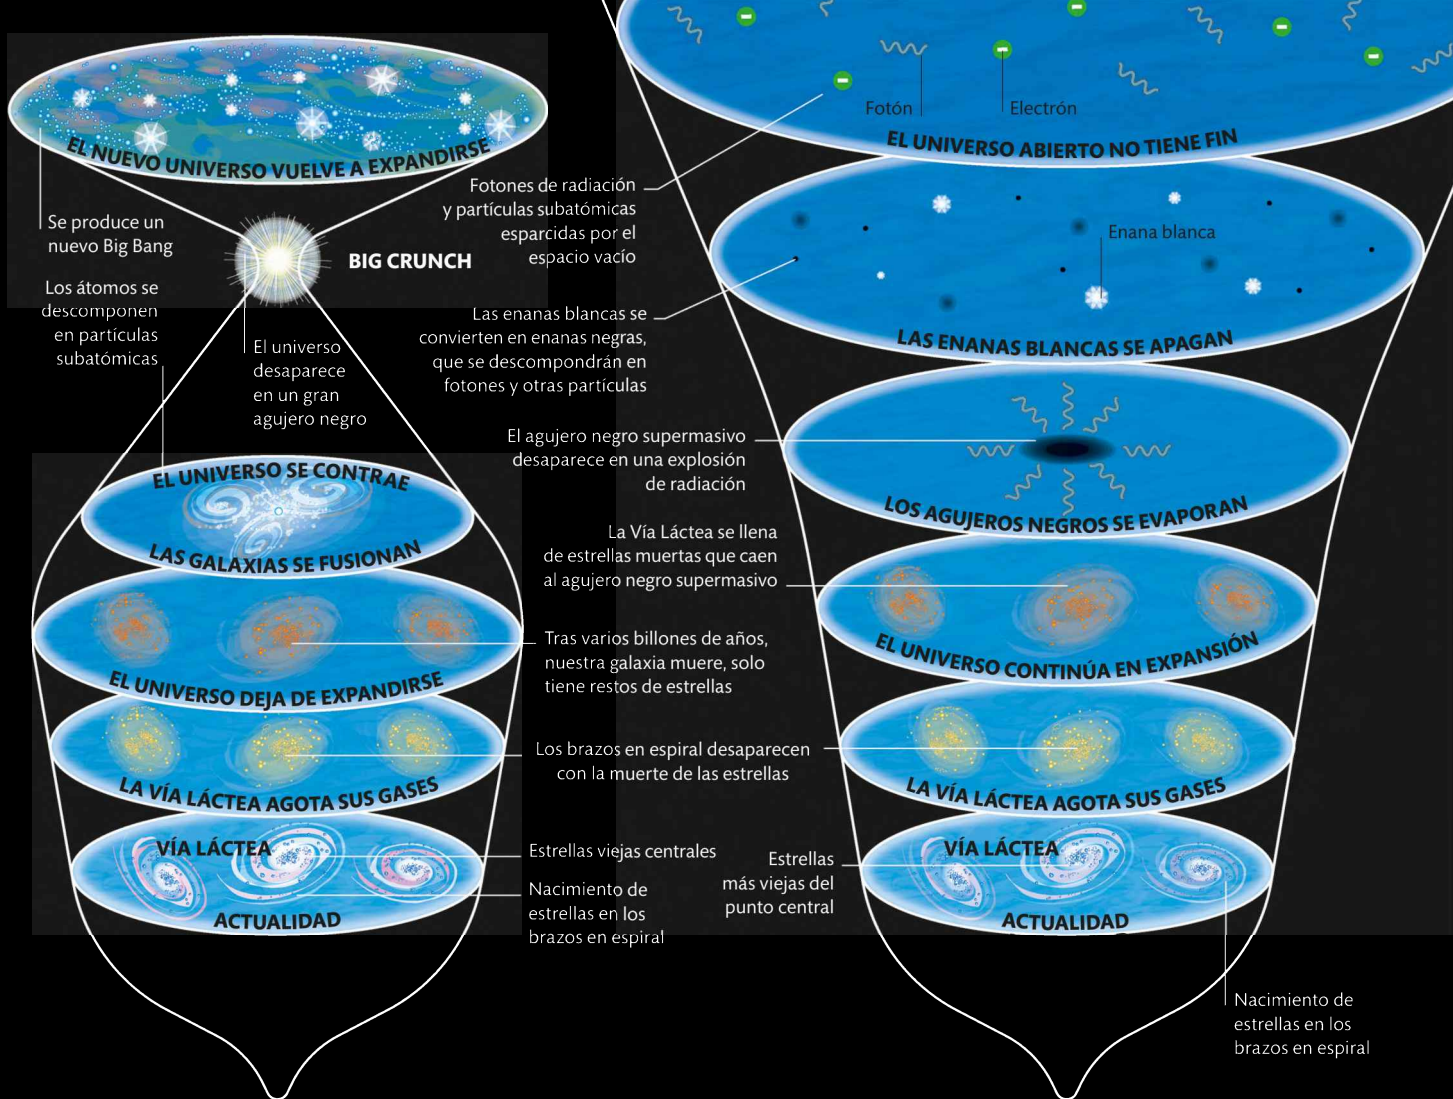 EL NUEVO UNIVERSO VUELVE A EXPANDIRSE
Se produce un
nuevo Big Bang
BIG CRUNCH
Los átomos se
descomponen
en partículas
subatómicas
El universo
desaparece
en un gran
agujero negro
EL UNIVERSO SE CONTRAE
LAS GALAXIAS SE FUSIONAN
EL UNIVERSO DEJA DE EXPANDIRSE
LA VÍA LÁCTEA AGOTA SUS GASES
VÍA LÁCTEA
ACTUALIDAD
Fotones de radiación
y partículas subatómicas
esparcidas por el
espacio vacío
Las enanas blancas se
convierten en enanas negras,
que se descompondrán en
fotones y otras partículas
El agujero negro supermasivo
desaparece en una explosión
de radiación
La Vía Láctea se llena
de estrellas muertas que caen
al agujero negro supermasivo
Tras varios billones de años,
nuestra galaxia muere, solo
tiene restos de estrellas
Los brazos en espiral desaparecen
con la muerte de las estrellas
Estrellas viejas centrales
Nacimiento de
estrellas en los
brazos en espiral
Estrellas
más viejas del
punto central
Fotón
Electrón
EL UNIVERSO ABIERTO NO TIENE FIN
Enana blanca
LAS ENANAS BLANCAS SE APAGAN
LOS AGUJEROS NEGROS SE EVAPORAN
EL UNIVERSO CONTINÚA EN EXPANSIÓN
LA VÍA LÁCTEA AGOTA SUS GASES
VÍA LÁCTEA
ACTUALIDAD
Nacimiento de
estrellas en los
brazos en espiral